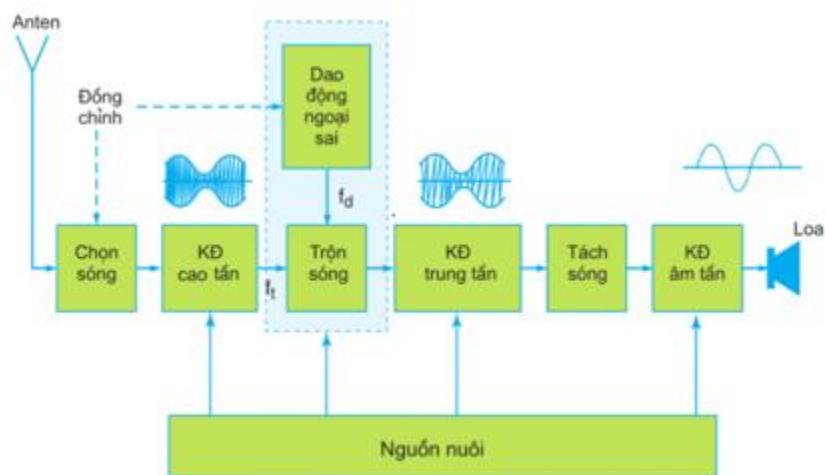 Anten
Đồng
chỉnh
Dao
động
ngoại
sai
fd
Chọn
sóng
KĐ
cao tần
ft
Trộn
sóng
KĐ
trung tần
Tách
sóng
KĐ
âm tần
Loa
Nguồn nuôi